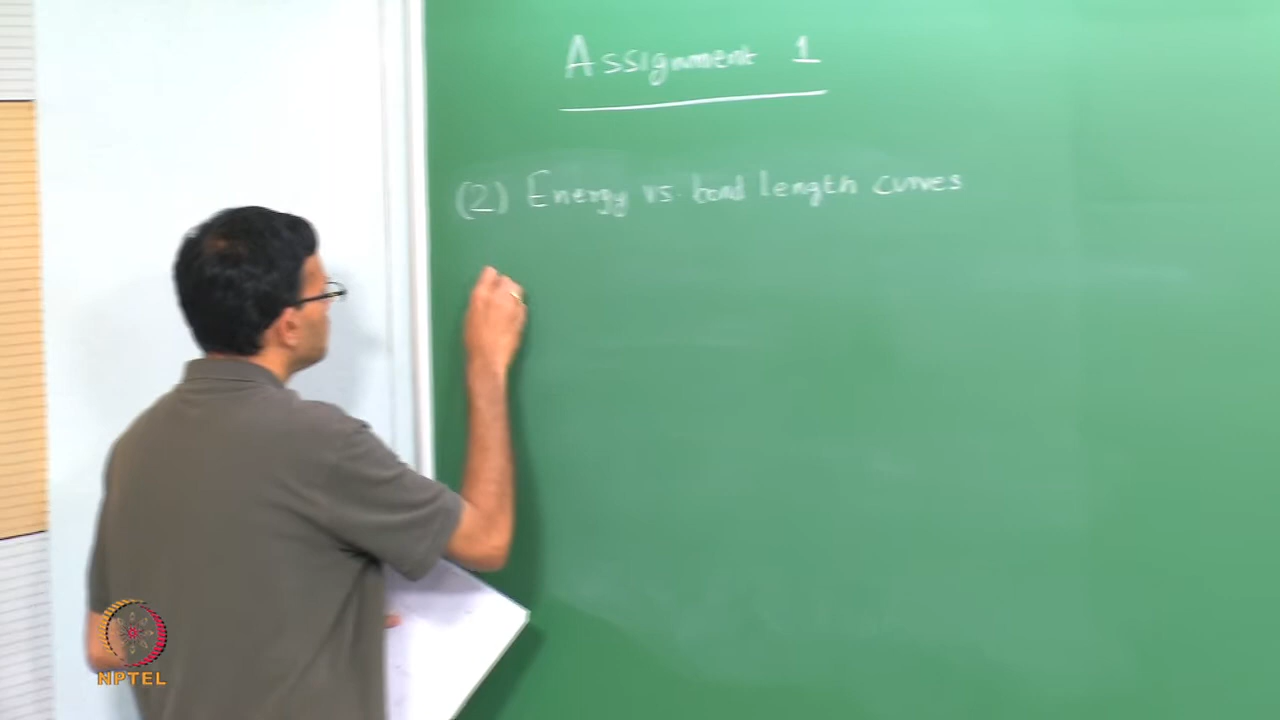 Assignment 1
(2) Energy vs. bond length curves
NPTEL